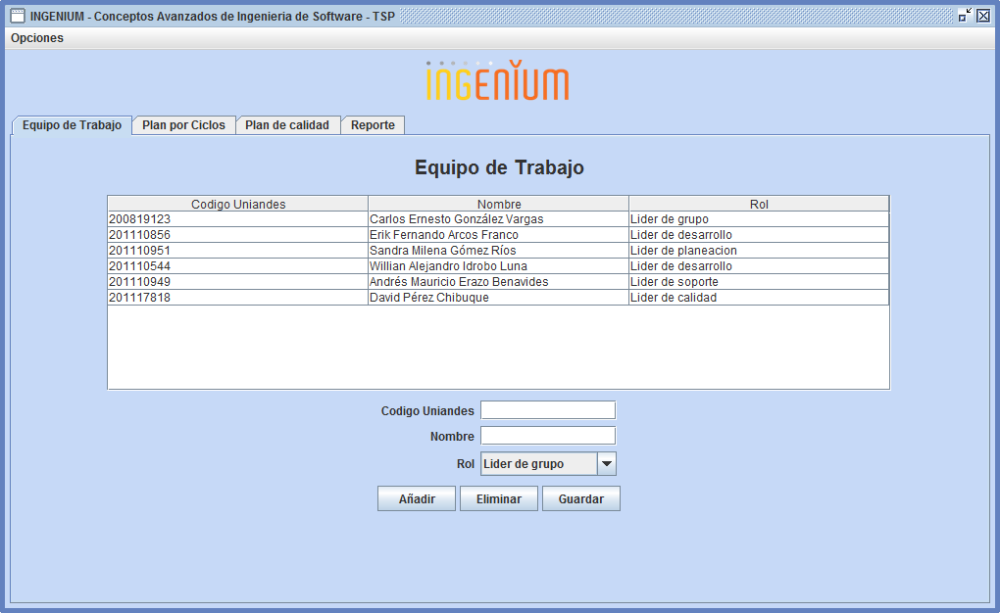 INGENIUM - Conceptos Avanzados de Ingenieria de Software - TSP
Opciones
INGENIUM
Equipo de Trabajo Plan por Ciclos Plan de calidad Reporte
Equipo de Trabajo
Codigo Uniandes Nombre Rol
200819123 Carlos Ernesto González Vargas Lider de grupo
201110856 Erik Fernando Arcos Franco Lider de desarrollo
201110951 Sandra Milena Gómez Ríos Lider de planeacion
201110544 Willian Alejandro Idrobo Luna Lider de desarrollo
201110949 Andrés Mauricio Erazo Benavides Lider de soporte
201117818 David Pérez Chibuque Lider de calidad
Codigo Uniandes
Nombre
Rol Lider de grupo
Añadir Eliminar Guardar